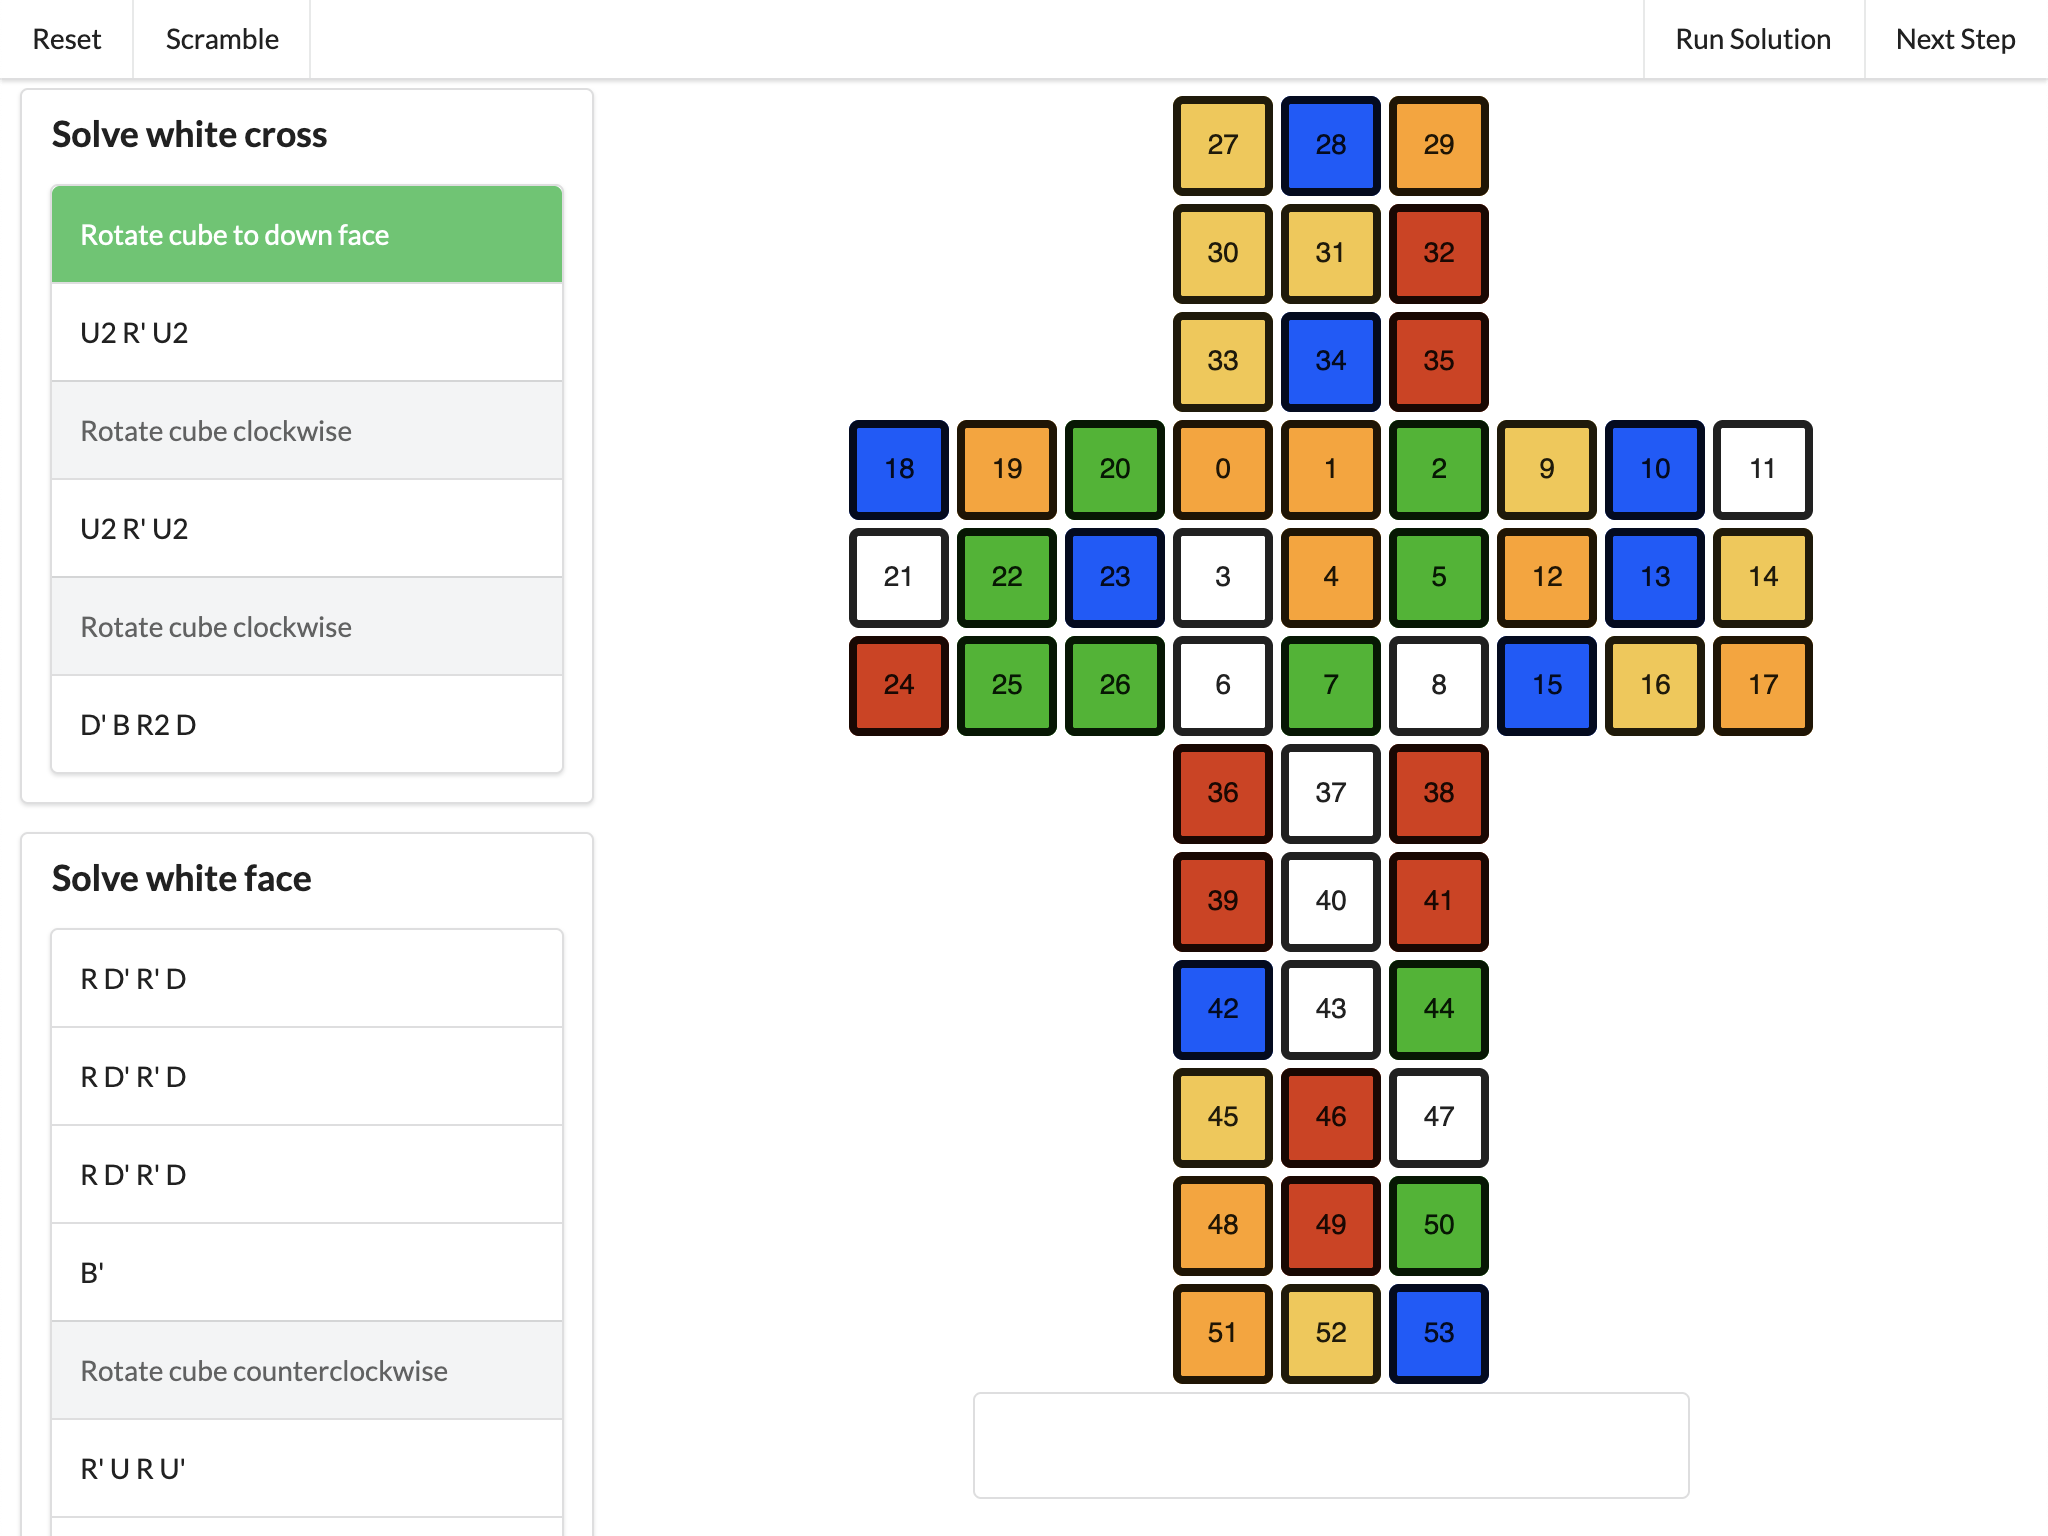 Reset Scramble Run Solution Next Step
Solve white cross
Rotate cube to down face
U2 R' U2
Rotate cube clockwise
U2 R' U2
Rotate cube clockwise
D' B R2 D
Solve white face
R D' R' D
R D' R' D
R D' R' D
B'
Rotate cube counterclockwise
R' U R U'
27 28 29
30 31 32
33 34 35
18 19 20 0 1 2 9 10 11
21 22 23 3 4 5 12 13 14
24 25 26 6 7 8 15 16 17
36 37 38
39 40 41
42 43 44
45 46 47
48 49 50
51 52 53